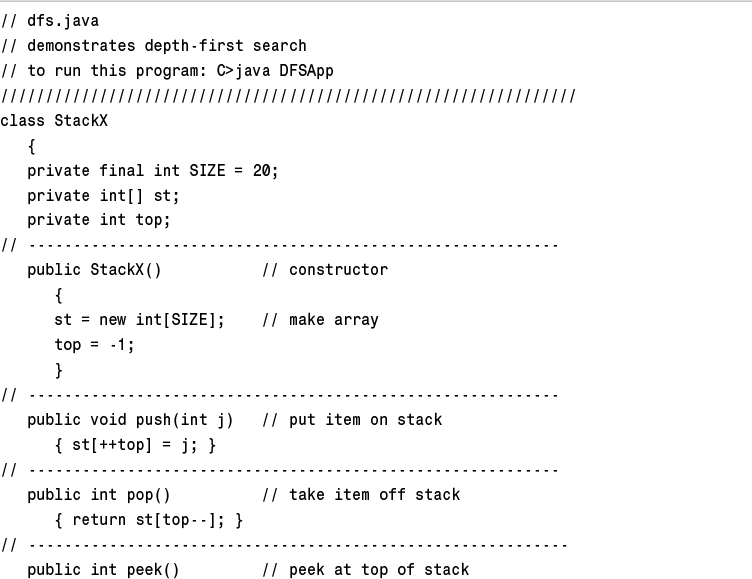 // dfs.java
// demonstrates depth-first search
// to run this program: C>java DFSApp
////////////////////////////////////////////////////////////////
class StackX
   {
   private final int SIZE = 20;
   private int[] st;
   private int top;
// -----------------------------------------------------------
   public StackX()           // constructor
      {
      st = new int[SIZE];    // make array
      top = -1;
      }
// -----------------------------------------------------------
   public void push(int j)   // put item on stack
      { st[++top] = j; }
// -----------------------------------------------------------
   public int pop()          // take item off stack
      { return st[top--]; }
// ------------------------------------------------------------
   public int peek()         // peek at top of stack